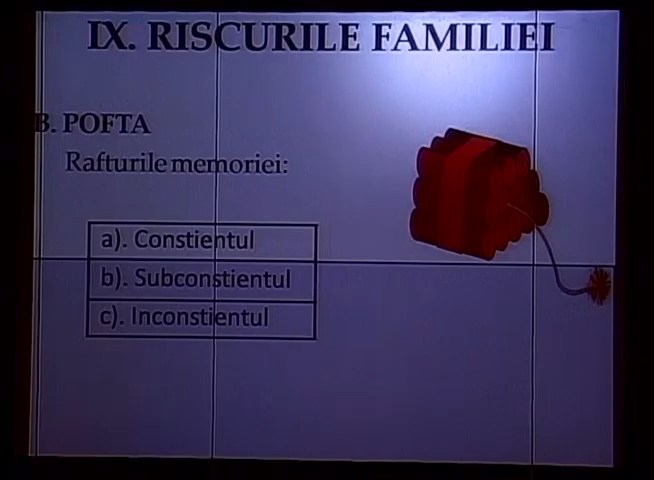 IX. RISCURILE FAMILIEI
B. POFTA
Rafturile memoriei:
a). Constientul
b). Subconstientul
c). Inconstientul